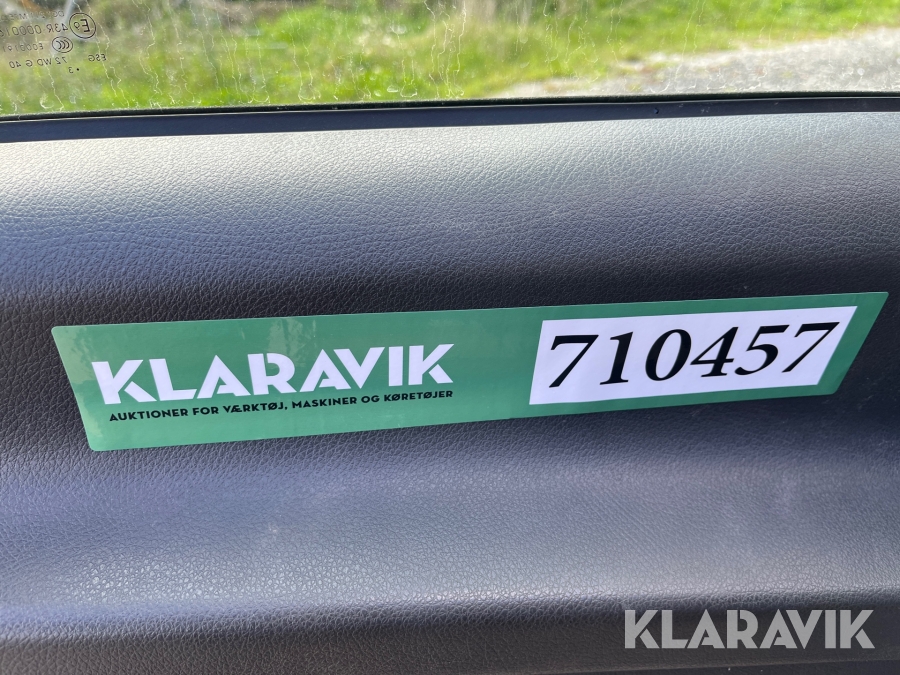 KLARAVIK
AUKTIONER FOR VÆRKTØJ, MASKINER OG KØRETØJER
710457
KLARAVIK